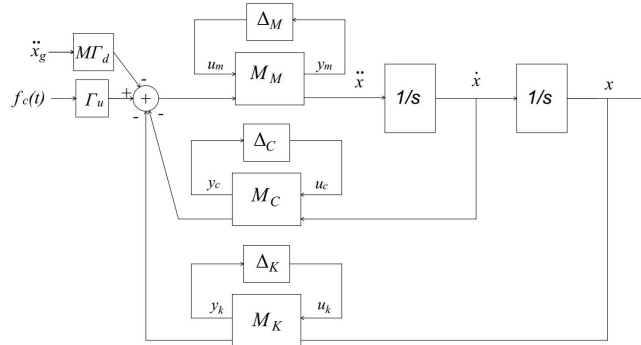 Δ_M
ẍ_g
MΓ_d
-
u_m
M_M
y_m
f_c(t)
Γ_u
+
+
-
-
ẍ
1/s
ẋ
1/s
x
Δ_C
y_c
M_C
u_c
Δ_K
y_k
M_K
u_k